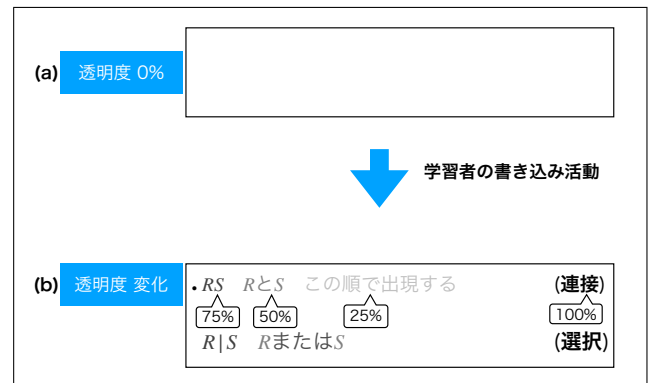 (a) 透明度 0%
学習者の書き込み活動
(b) 透明度 変化
• RS RとS この順で出現する (連接)
75% 50% 25% 100%
R|S RまたはS (選択)